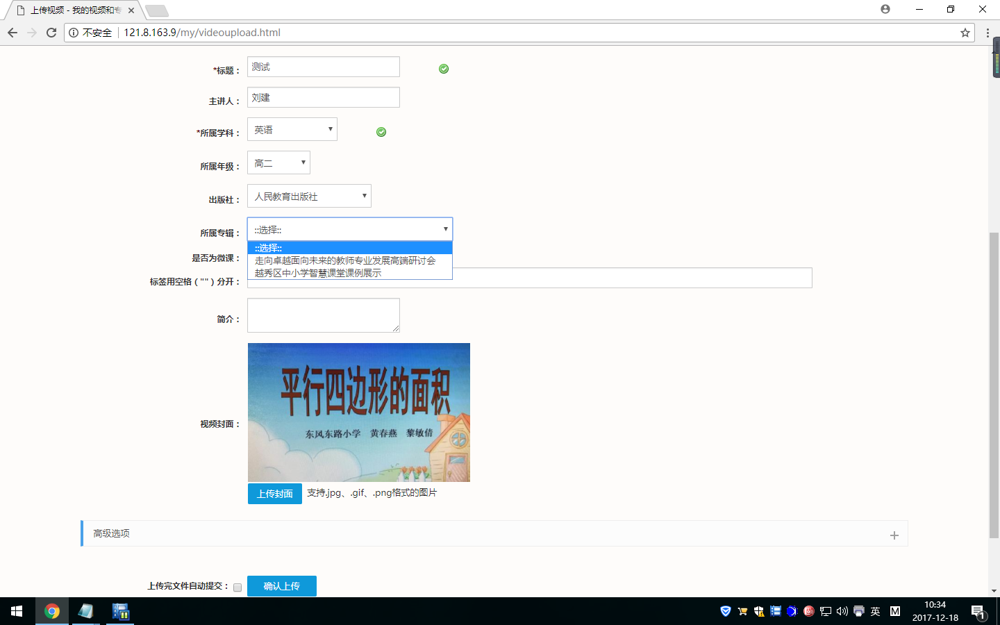 上传视频 - 我的视频和专
不安全 121.8.163.9/my/videoupload.html
*标题： 测试
主讲人： 刘建
*所属学科： 英语
所属年级： 高二
出版社： 人民教育出版社
所属专辑： ::选择::
::选择::
是否为微课：
走向卓越面向未来的教师专业发展高端研讨会
越秀区中小学智慧课堂课例展示
标签用空格（""）分开：
简介：
平行四边形的面积
东风东路小学 黄春燕 黎敏倩
视频封面：
上传封面 支持.jpg、.gif、.png格式的图片
高级选项
上传完文件自动提交： 确认上传
英 M 10:34
2017-12-18
1